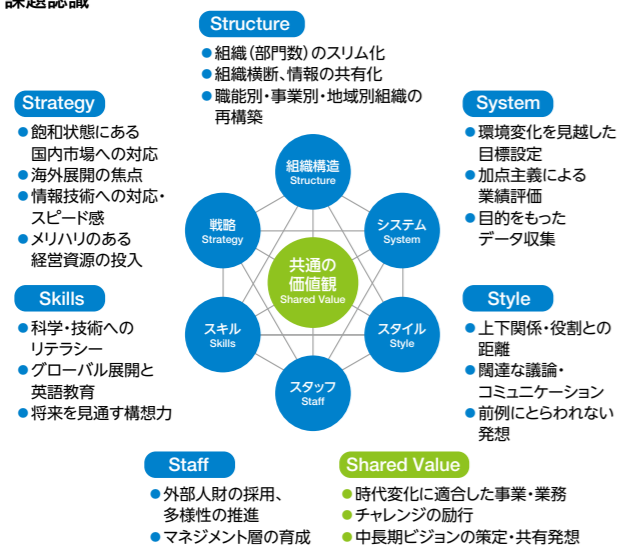 課題認識
Structure
●組織(部門数)のスリム化
●組織横断、情報の共有化
●職能別・事業別・地域別組織の
再構築
Strategy
●飽和状態にある
国内市場への対応
●海外展開の焦点
●情報技術への対応・
スピード感
●メリハリのある
経営資源の投入
System
●環境変化を見越した
目標設定
●加点主義による
業績評価
●目的をもった
データ収集
組織構造
Structure
戦略
Strategy
システム
System
共通の
価値観
Shared Value
スキル
Skills
スタイル
Style
スタッフ
Staff
Skills
●科学・技術への
リテラシー
●グローバル展開と
英語教育
●将来を見通す構想力
Style
●上下関係・役割との
距離
●闊達な議論・
コミュニケーション
●前例にとらわれない
発想
Staff
●外部人財の採用、
多様性の推進
●マネジメント層の育成
Shared Value
●時代変化に適合した事業・業務
●チャレンジの励行
●中長期ビジョンの策定・共有発想